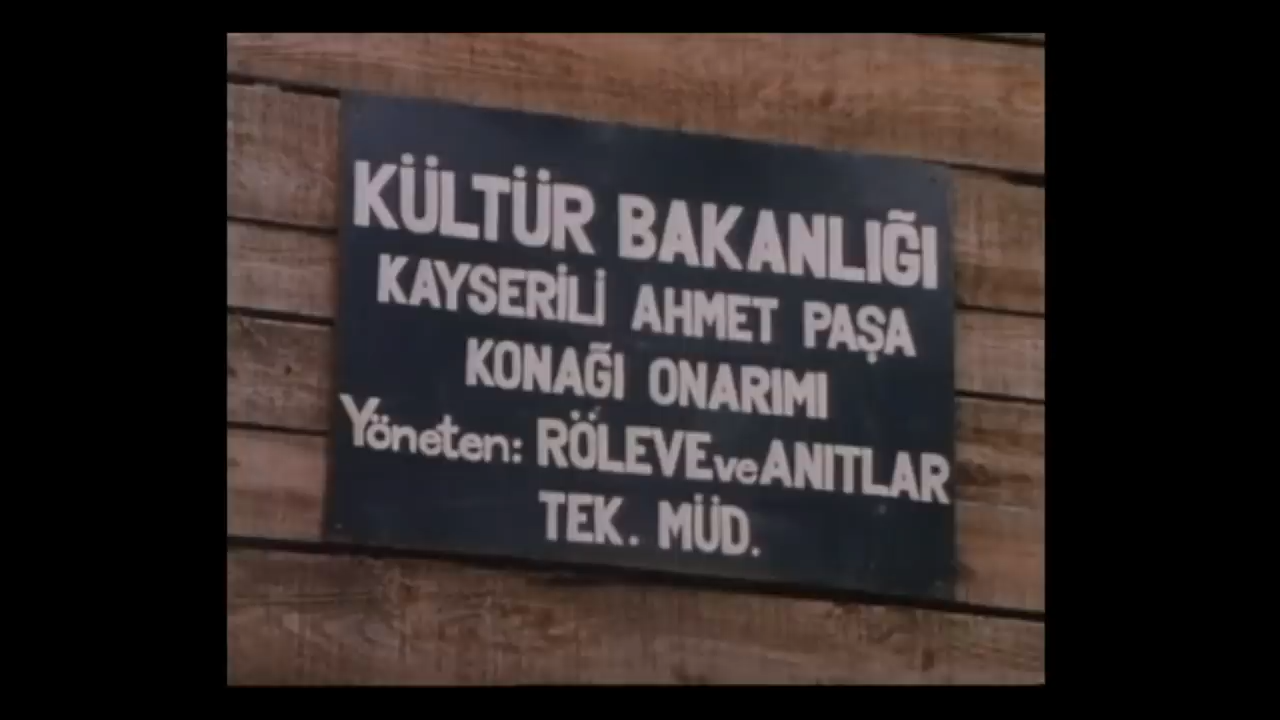 KÜLTÜR BAKANLIĞI
KAYSERİLİ AHMET PAŞA
KONAĞI ONARIMI
Yöneten: RÖLEVE ve ANITLAR
TEK. MÜD.